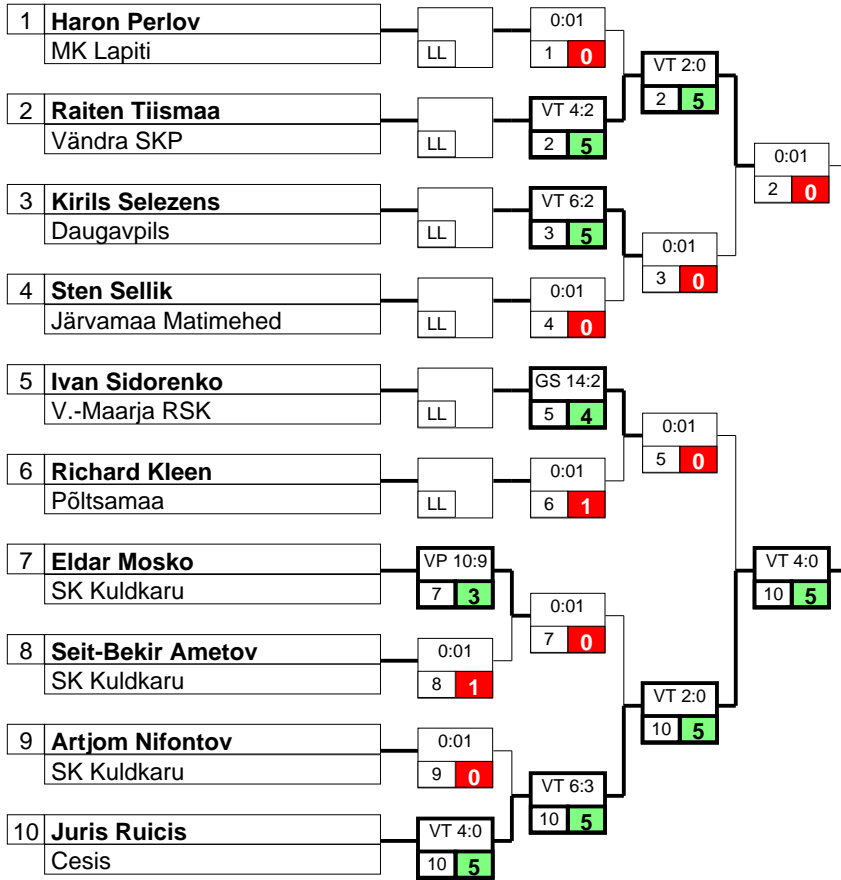 1 Haron Perlov
MK Lapiti
LL
0:01
1 0
VT 2:0
2 5
2 Raiten Tiismaa
Vändra SKP
LL
VT 4:2
2 5
0:01
2 0
3 Kirils Selezens
Daugavpils
LL
VT 6:2
3 5
0:01
3 0
4 Sten Sellik
Järvamaa Matimehed
LL
0:01
4 0
5 Ivan Sidorenko
V.-Maarja RSK
LL
GS 14:2
5 4
0:01
5 0
6 Richard Kleen
Põltsamaa
LL
0:01
6 1
7 Eldar Mosko
SK Kuldkaru
VP 10:9
7 3
0:01
7 0
VT 4:0
10 5
8 Seit-Bekir Ametov
SK Kuldkaru
0:01
8 1
VT 2:0
10 5
9 Artjom Nifontov
SK Kuldkaru
0:01
9 0
VT 6:3
10 5
10 Juris Ruicis
Cesis
VT 4:0
10 5